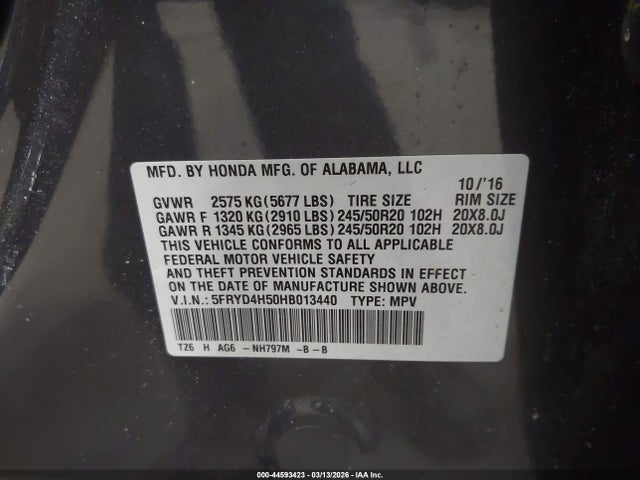 MFD. BY HONDA MFG. OF ALABAMA, LLC
10/'16
GVWR 2575 KG(5677 LBS) TIRE SIZE RIM SIZE
GAWR F 1320 KG(2910 LBS) 245/50R20 102H 20X8.0J
GAWR R 1345 KG(2965 LBS) 245/50R20 102H 20X8.0J
THIS VEHICLE CONFORMS TO ALL APPLICABLE
FEDERAL MOTOR VEHICLE SAFETY
AND THEFT PREVENTION STANDARDS IN EFFECT
ON THE DATE OF MANUFACTURE SHOWN ABOVE.
V.I.N.: 5FRYD4H50HB013440 TYPE: MPV
TZ6 H AG6 - NH797M -B-B
000-44593423 - 03/13/2026 - IAA Inc.